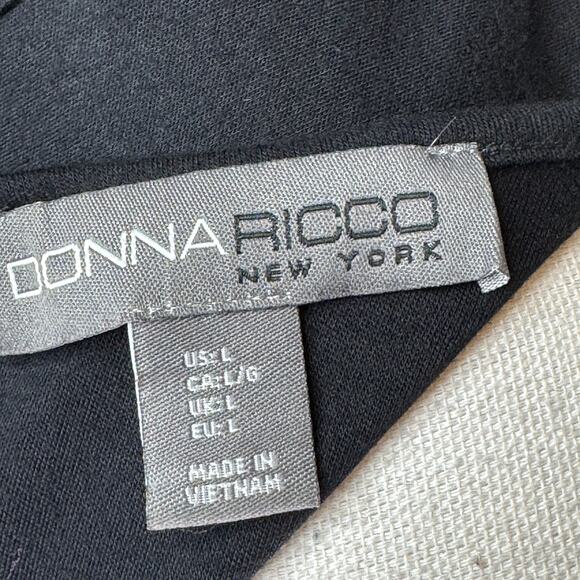 DONNA RICCO
NEW YORK
US: L
CA: L/G
UK: L
EU: L
MADE IN
VIETNAM